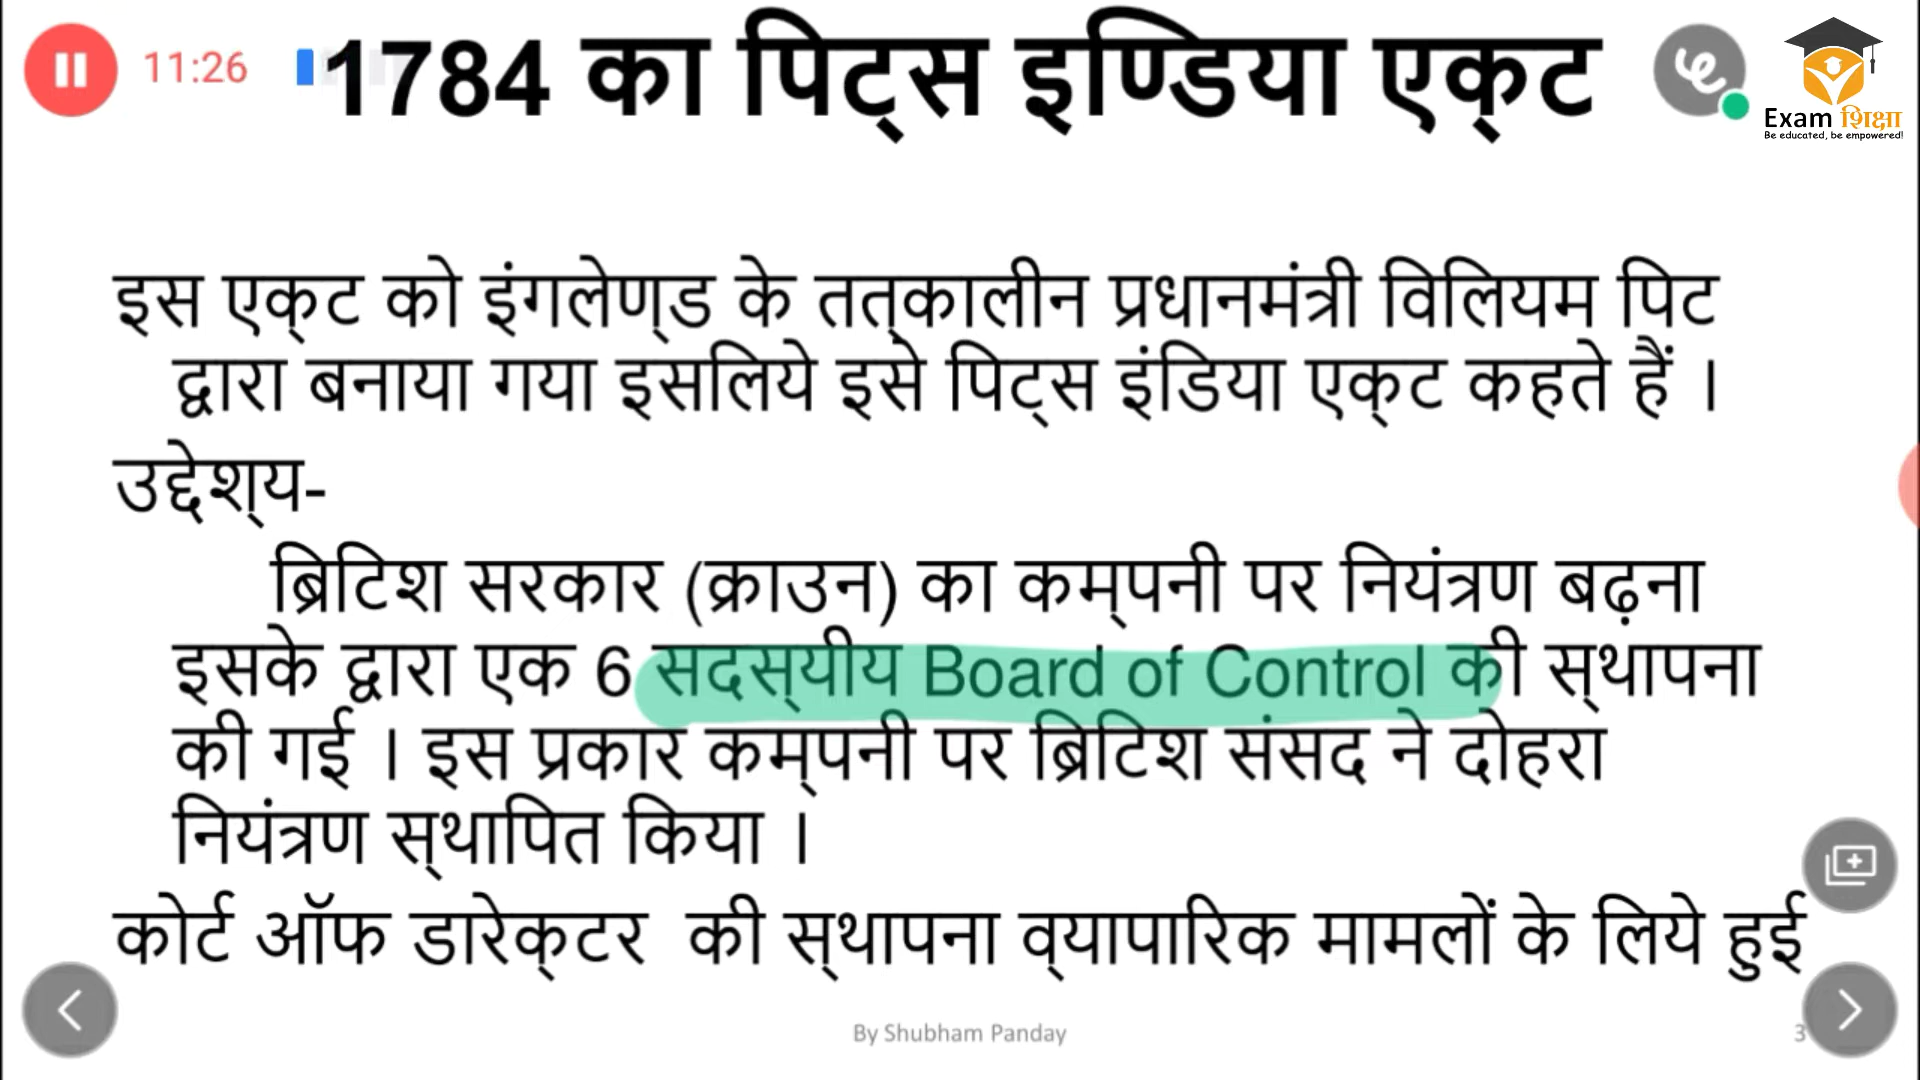 11:26
1784 का पिट्स इण्डिया एक्ट
Exam शिक्षा
Be educated, be empowered!
इस एक्ट को इंगलेण्ड के तत्कालीन प्रधानमंत्री विलियम पिट
द्वारा बनाया गया इसलिये इसे पिट्स इंडिया एक्ट कहते हैं ।
उद्देश्य-
ब्रिटिश सरकार (क्राउन) का कम्पनी पर नियंत्रण बढ़ना
इसके द्वारा एक 6 सदस्यीय Board of Control की स्थापना
की गई । इस प्रकार कम्पनी पर ब्रिटिश संसद ने दोहरा
नियंत्रण स्थापित किया ।
कोर्ट ऑफ डारेक्टर की स्थापना व्यापारिक मामलों के लिये हुई
By Shubham Panday
3